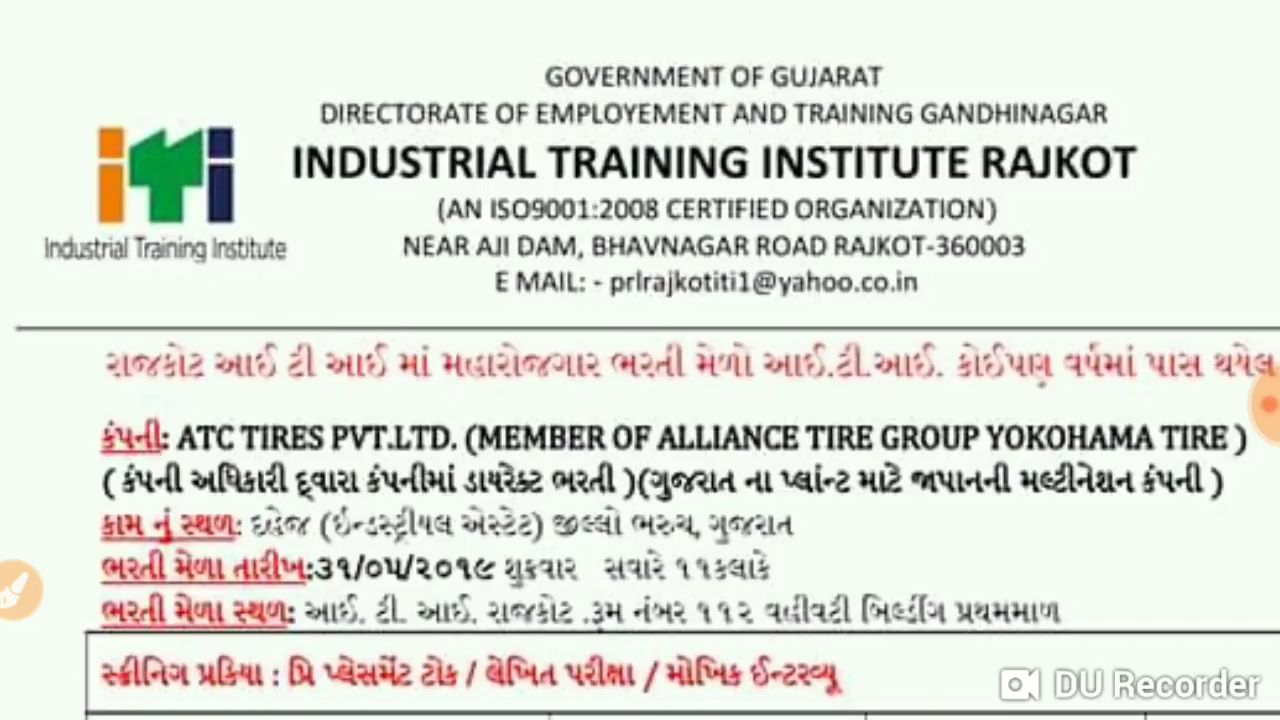 GOVERNMENT OF GUJARAT
DIRECTORATE OF EMPLOYEMENT AND TRAINING GANDHINAGAR
INDUSTRIAL TRAINING INSTITUTE RAJKOT
(AN ISO9001:2008 CERTIFIED ORGANIZATION)
NEAR AJI DAM, BHAVNAGAR ROAD RAJKOT-360003
E MAIL: - prlrajkotiti1@yahoo.co.in
iTi
Industrial Training Institute
રાજકોટ આઈ ટી આઈ માં મહારોજગાર ભરતી મેળો આઈ.ટી.આઈ. કોઈપણ વર્ષમાં પાસ થયેલ
કંપની: ATC TIRES PVT.LTD. (MEMBER OF ALLIANCE TIRE GROUP YOKOHAMA TIRE )
( કંપની અધિકારી દ્વારા કંપનીમાં ડાયરેક્ટ ભરતી )(ગુજરાત ના પ્લાંન્ટ માટે જાપાનની મલ્ટીનેશન કંપની )
કામ નું સ્થળ: દહેજ (ઇન્ડસ્ટ્રીયલ એસ્ટેટ) જીલ્લો ભરુચ, ગુજરાત
ભરતી મેળા તારીખ:૩૧/૦૫/૨૦૧૯ શુક્રવાર સવારે ૧૧કલાકે
ભરતી મેળા સ્થળ: આઈ. ટી. આઈ. રાજકોટ .રૂમ નંબર ૧૧૨ વહીવટી બિલ્ડીંગ પ્રથમમાળ
સ્ક્રીનિગ પ્રક્રિયા : પ્રિ પ્લેસમેંટ ટોક / લેખિત પરીક્ષા / મોખિક ઈન્ટરવ્યૂ
DU Recorder